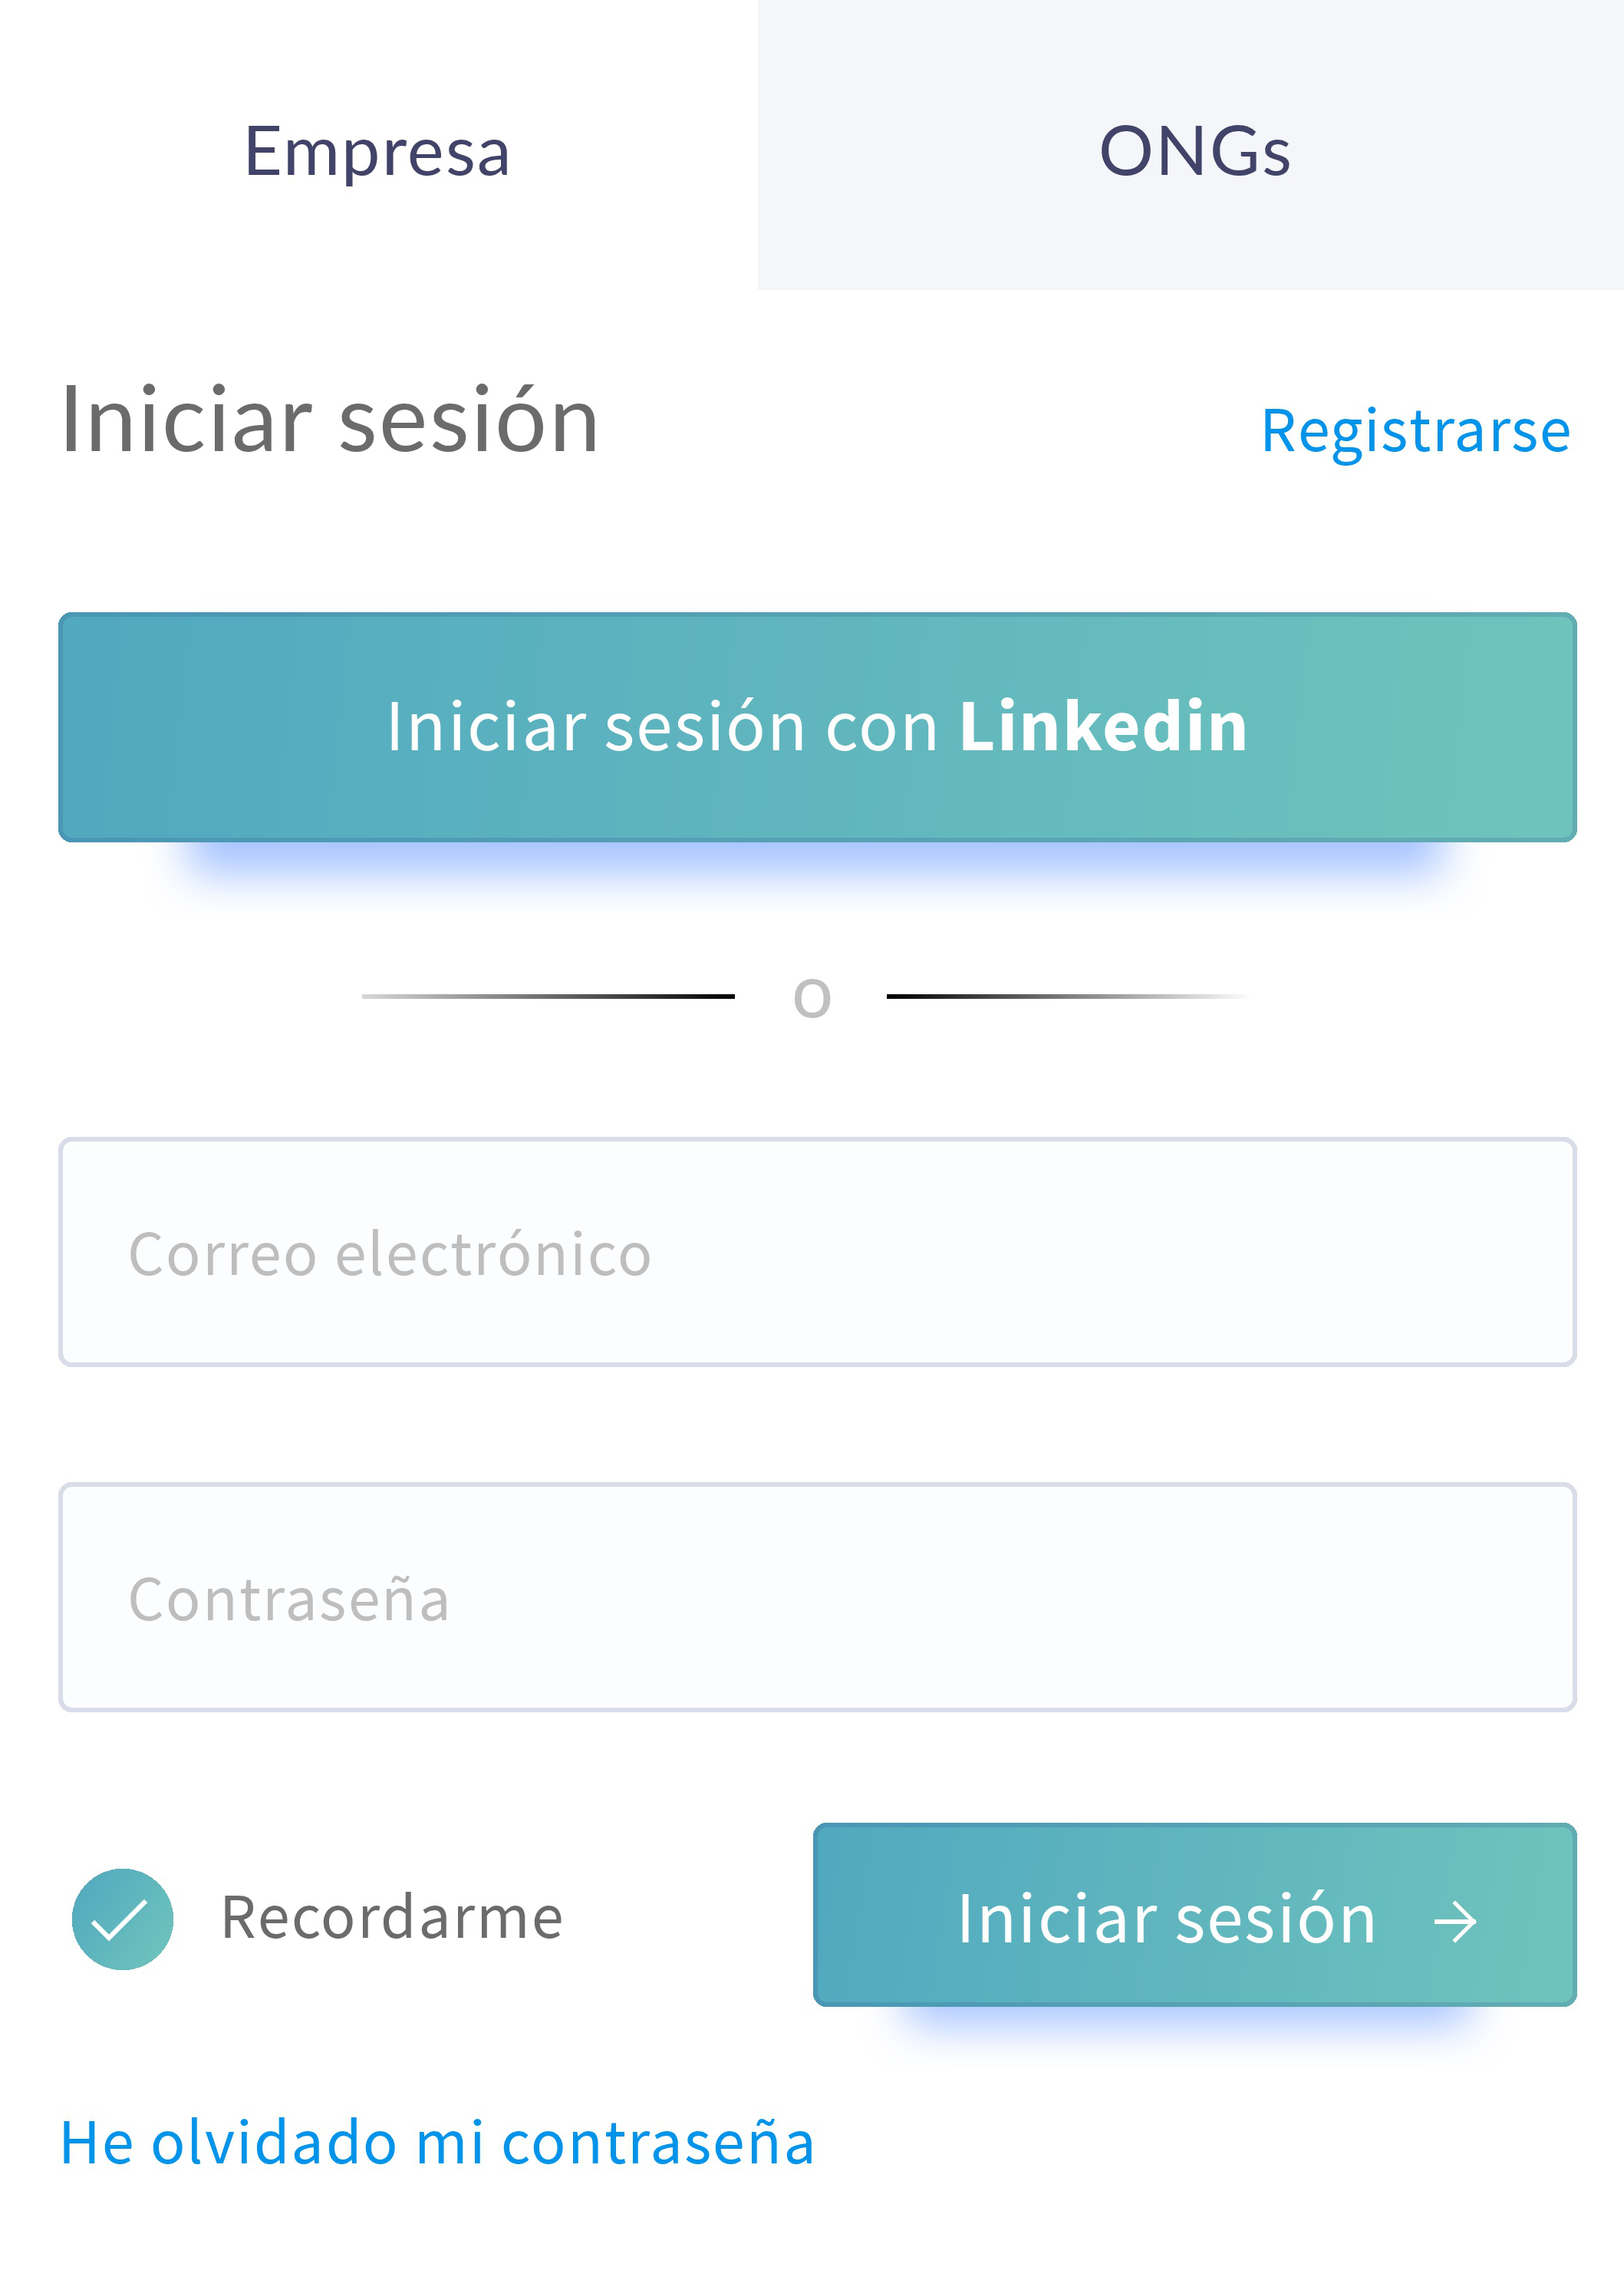 Empresa
ONGs
Iniciar sesión
Registrarse
Iniciar sesión con Linkedin
O
Correo electrónico
Contraseña
Recordarme
Iniciar sesión
He olvidado mi contraseña